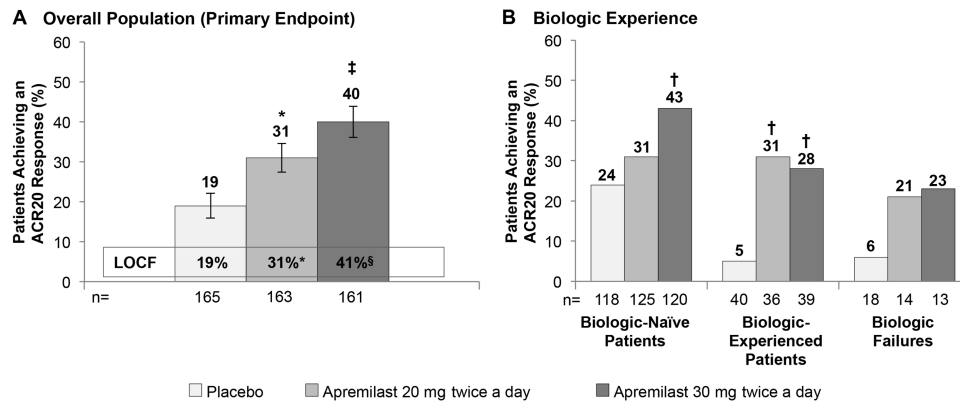 A Overall Population (Primary Endpoint)
Patients Achieving an
ACR20 Response (%)
60
50
40
30
20
10
0
19
*
31
‡
40
LOCF 19% 31%* 41%§
n= 165 163 161
B Biologic Experience
Patients Achieving an
ACR20 Response (%)
60
50
40
30
20
10
0
24
31
†
43
5
†
31
†
28
6
21
23
n= 118 125 120 40 36 39 18 14 13
Biologic-Naïve
Patients
Biologic-
Experienced
Patients
Biologic
Failures
Placebo Apremilast 20 mg twice a day Apremilast 30 mg twice a day